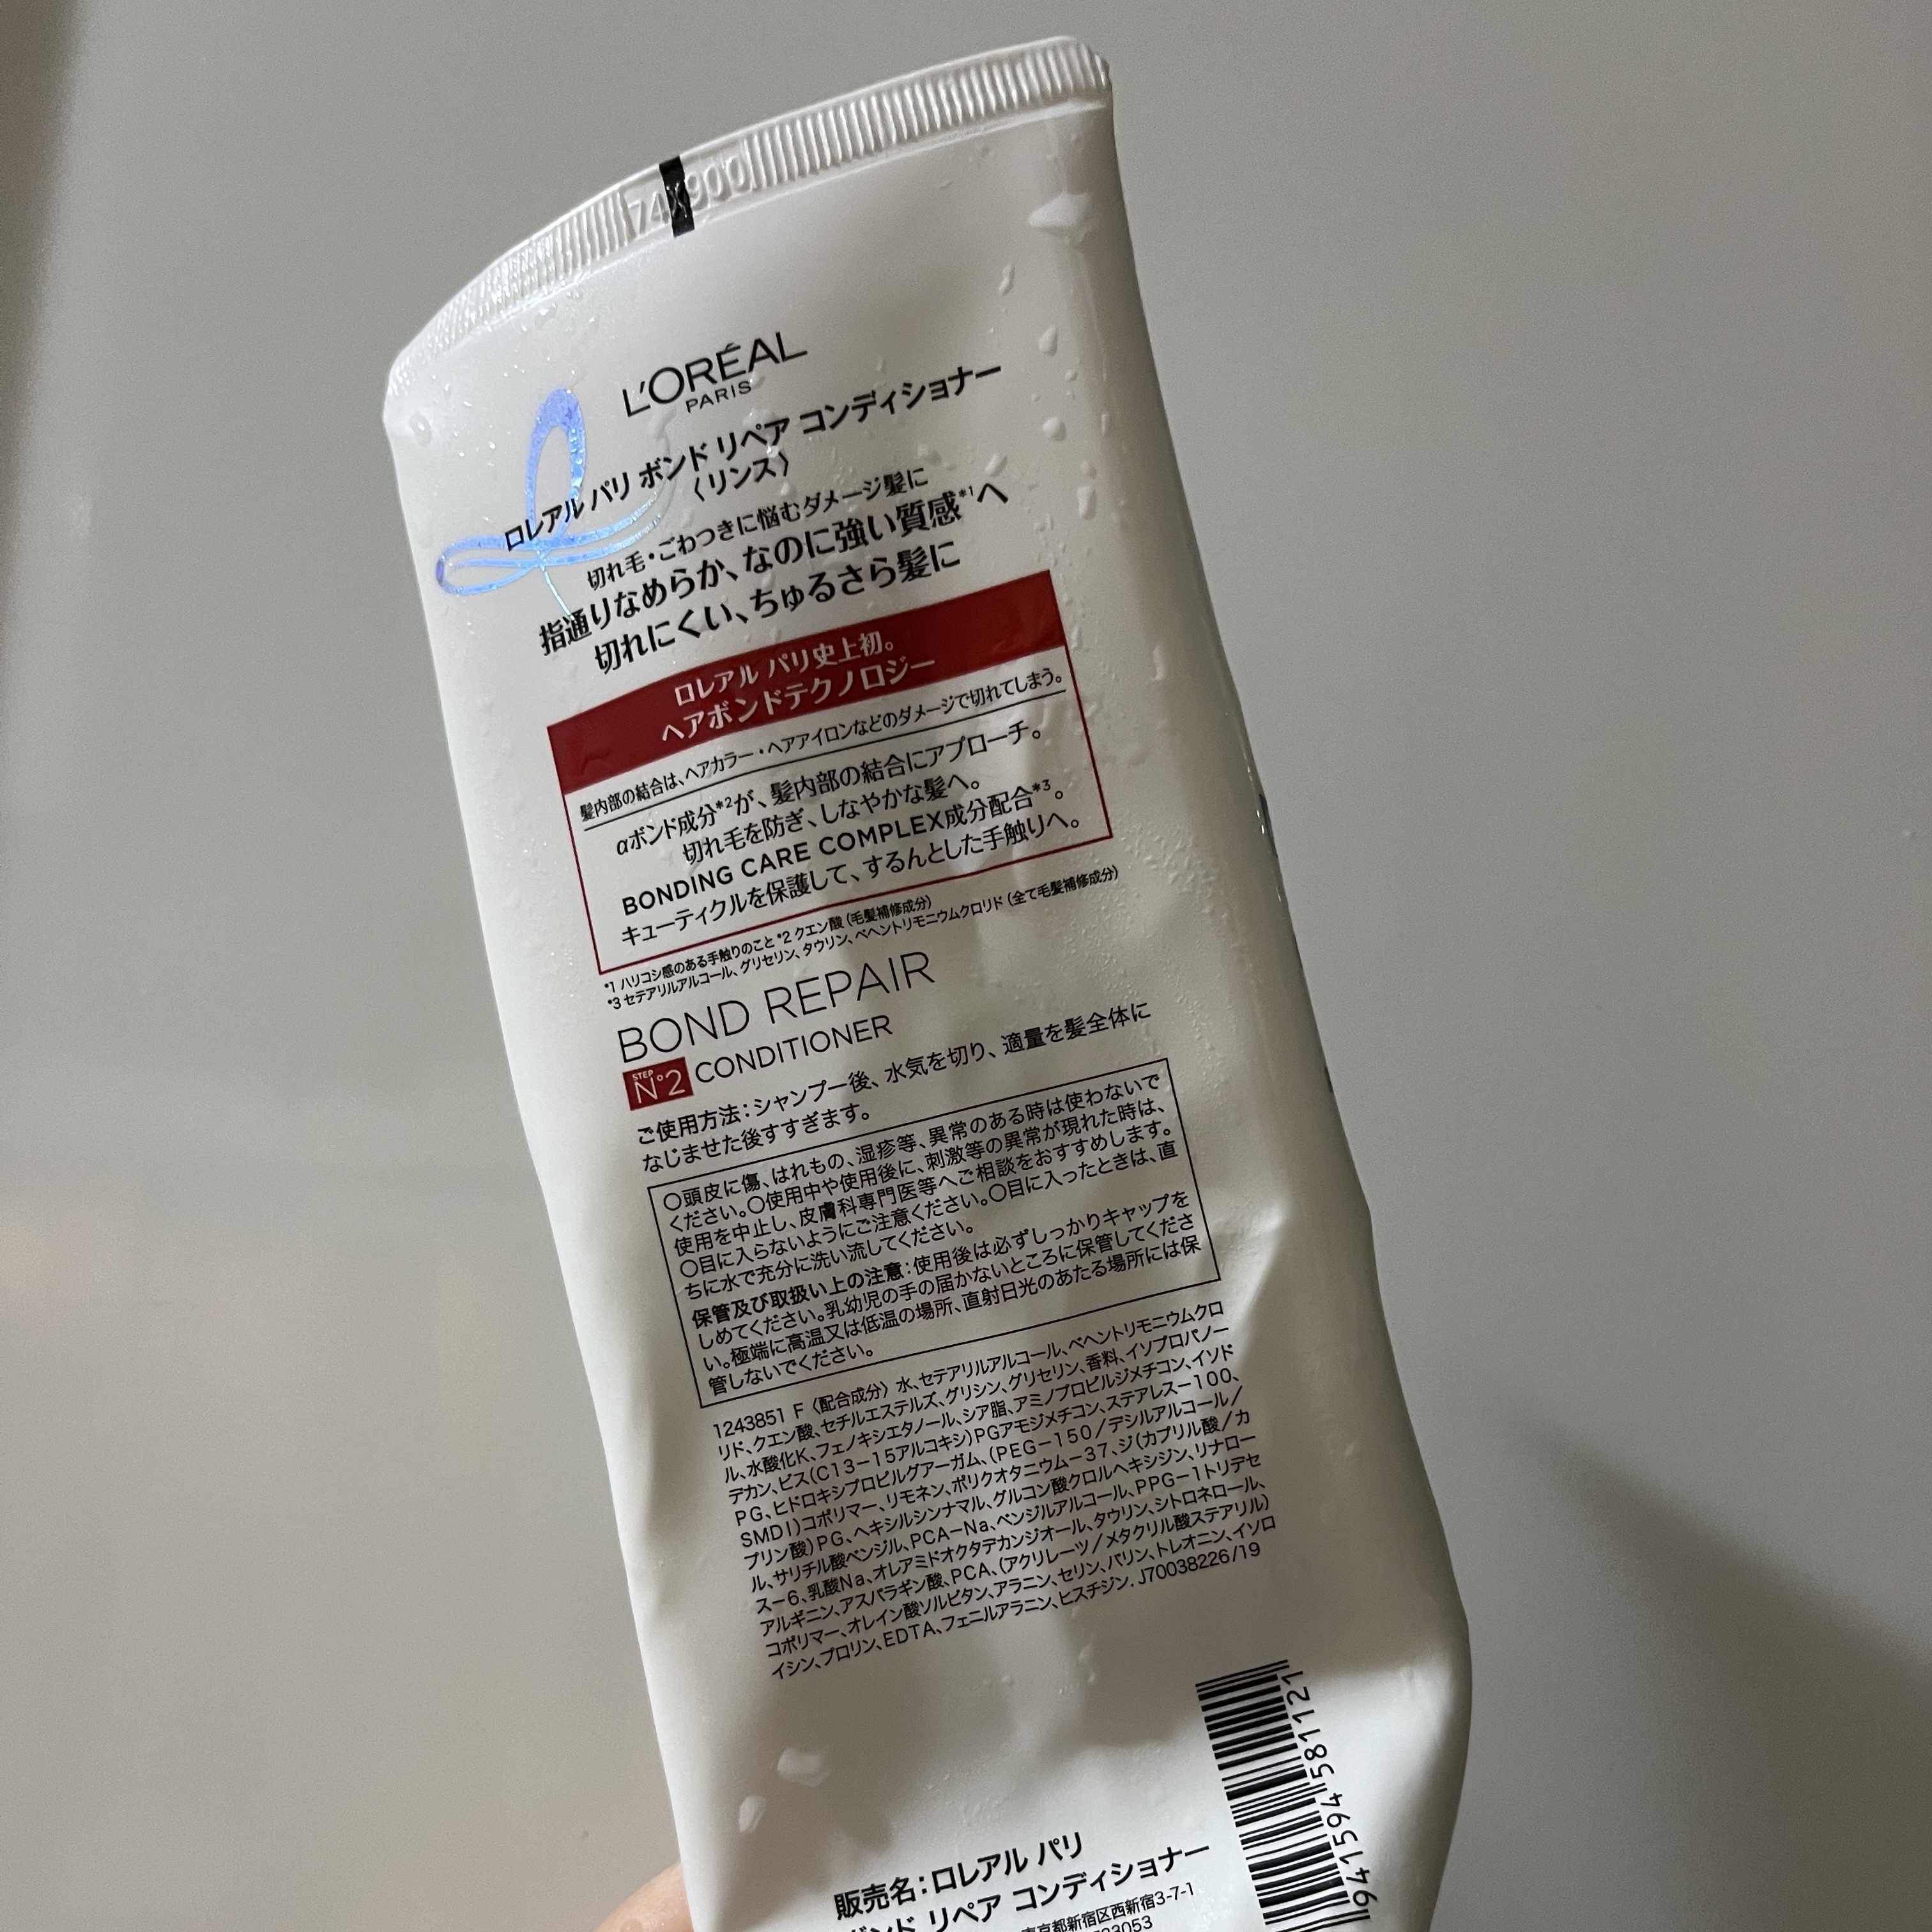 L'ORÉAL
PARIS
ロレアル パリ ボンド リペア コンディショナー
〈リンス〉
切れ毛・ごわつきに悩むダメージ髪に
指通りなめらか、なのに強い質感*1へ
切れにくい、ちゅるさら髪に
ロレアル パリ史上初。
ヘアボンドテクノロジー
髪内部の結合は、ヘアカラー・ヘアアイロンなどのダメージで切れてしまう。
αボンド成分*2が、髪内部の結合にアプローチ。
切れ毛を防ぎ、しなやかな髪へ。
BONDING CARE COMPLEX成分配合*3。
キューティクルを保護して、するんとした手触りへ。
*1 ハリコシ感のある手触りのこと *2 クエン酸（毛髪補修成分）
*3 セテアリルアルコール、グリセリン、タウリン、ベヘントリモニウムクロリド（全て毛髪補修成分）
BOND REPAIR
STEP N°2 CONDITIONER
ご使用方法：シャンプー後、水気を切り、適量を髪全体に
なじませた後すすぎます。
〇頭皮に傷、はれもの、湿疹等、異常のある時は使わないで
ください。〇使用中や使用後に、刺激等の異常が現れた時は、
使用を中止し、皮膚科専門医等へご相談をおすすめします。
〇目に入らないようにご注意ください。〇目に入ったときは、直
ちに水で充分に洗い流してください。
保管及び取扱い上の注意：使用後は必ずしっかりキャップを
しめてください。乳幼児の手の届かないところに保管してくださ
い。極端に高温又は低温の場所、直射日光のあたる場所には保
管しないでください。
1243851 F〈配合成分〉水、セテアリルアルコール、ベヘントリモニウムクロ
リド、クエン酸、セチルエステルズ、グリシン、グリセリン、香料、イソプロパノー
ル、水酸化K、フェノキシエタノール、シア脂、アミノプロピルジメチコン、イソド
デカン、ビス（C13－15アルコキシ）PGアモジメチコン、ステアレス－100、
PG、ヒドロキシプロピルグアーガム、（PEG－150／デシルアルコール／
SMDI）コポリマー、リモネン、ポリクオタニウム－37、ジ（カプリル酸／カ
プリン酸）PG、ヘキシルシンナマル、グルコン酸クロルヘキシジン、リナロー
ル、サリチル酸ベンジル、PCA－Na、ベンジルアルコール、PPG－1トリデセ
ス－6、乳酸Na、オレアミドオクタデカンジオール、タウリン、シトロネロール、
アルギニン、アスパラギン酸、PCA、（アクリレーツ／メタクリル酸ステアリル）
コポリマー、オレイン酸ソルビタン、アラニン、セリン、バリン、トレオニン、イソロ
イシン、プロリン、EDTA、フェニルアラニン、ヒスチジン. J70038226/19
9415945811 21
販売名：ロレアル パリ
ボンド リペア コンディショナー
東京都新宿区西新宿3-7-1